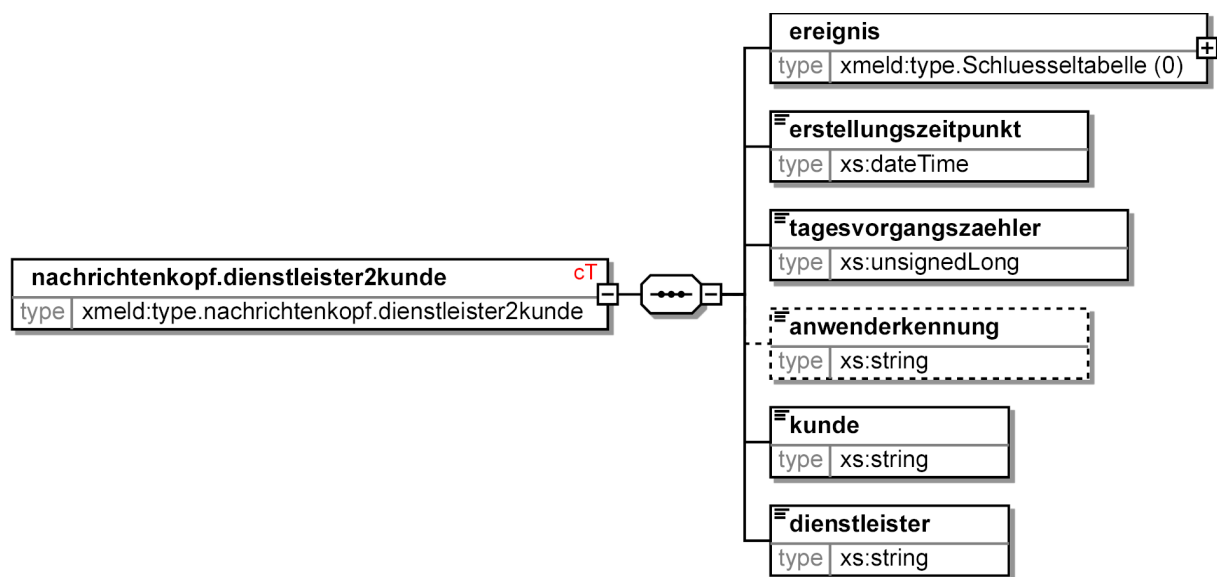 ereignis
type xmeld:type.Schluesseltabelle (0)
erstellungszeitpunkt
type xs:dateTime
tagesvorgangszaehler
type xs:unsignedLong
nachrichtenkopf.dienstleister2kunde cT
type xmeld:type.nachrichtenkopf.dienstleister2kunde
anwenderkennung
type xs:string
kunde
type xs:string
dienstleister
type xs:string